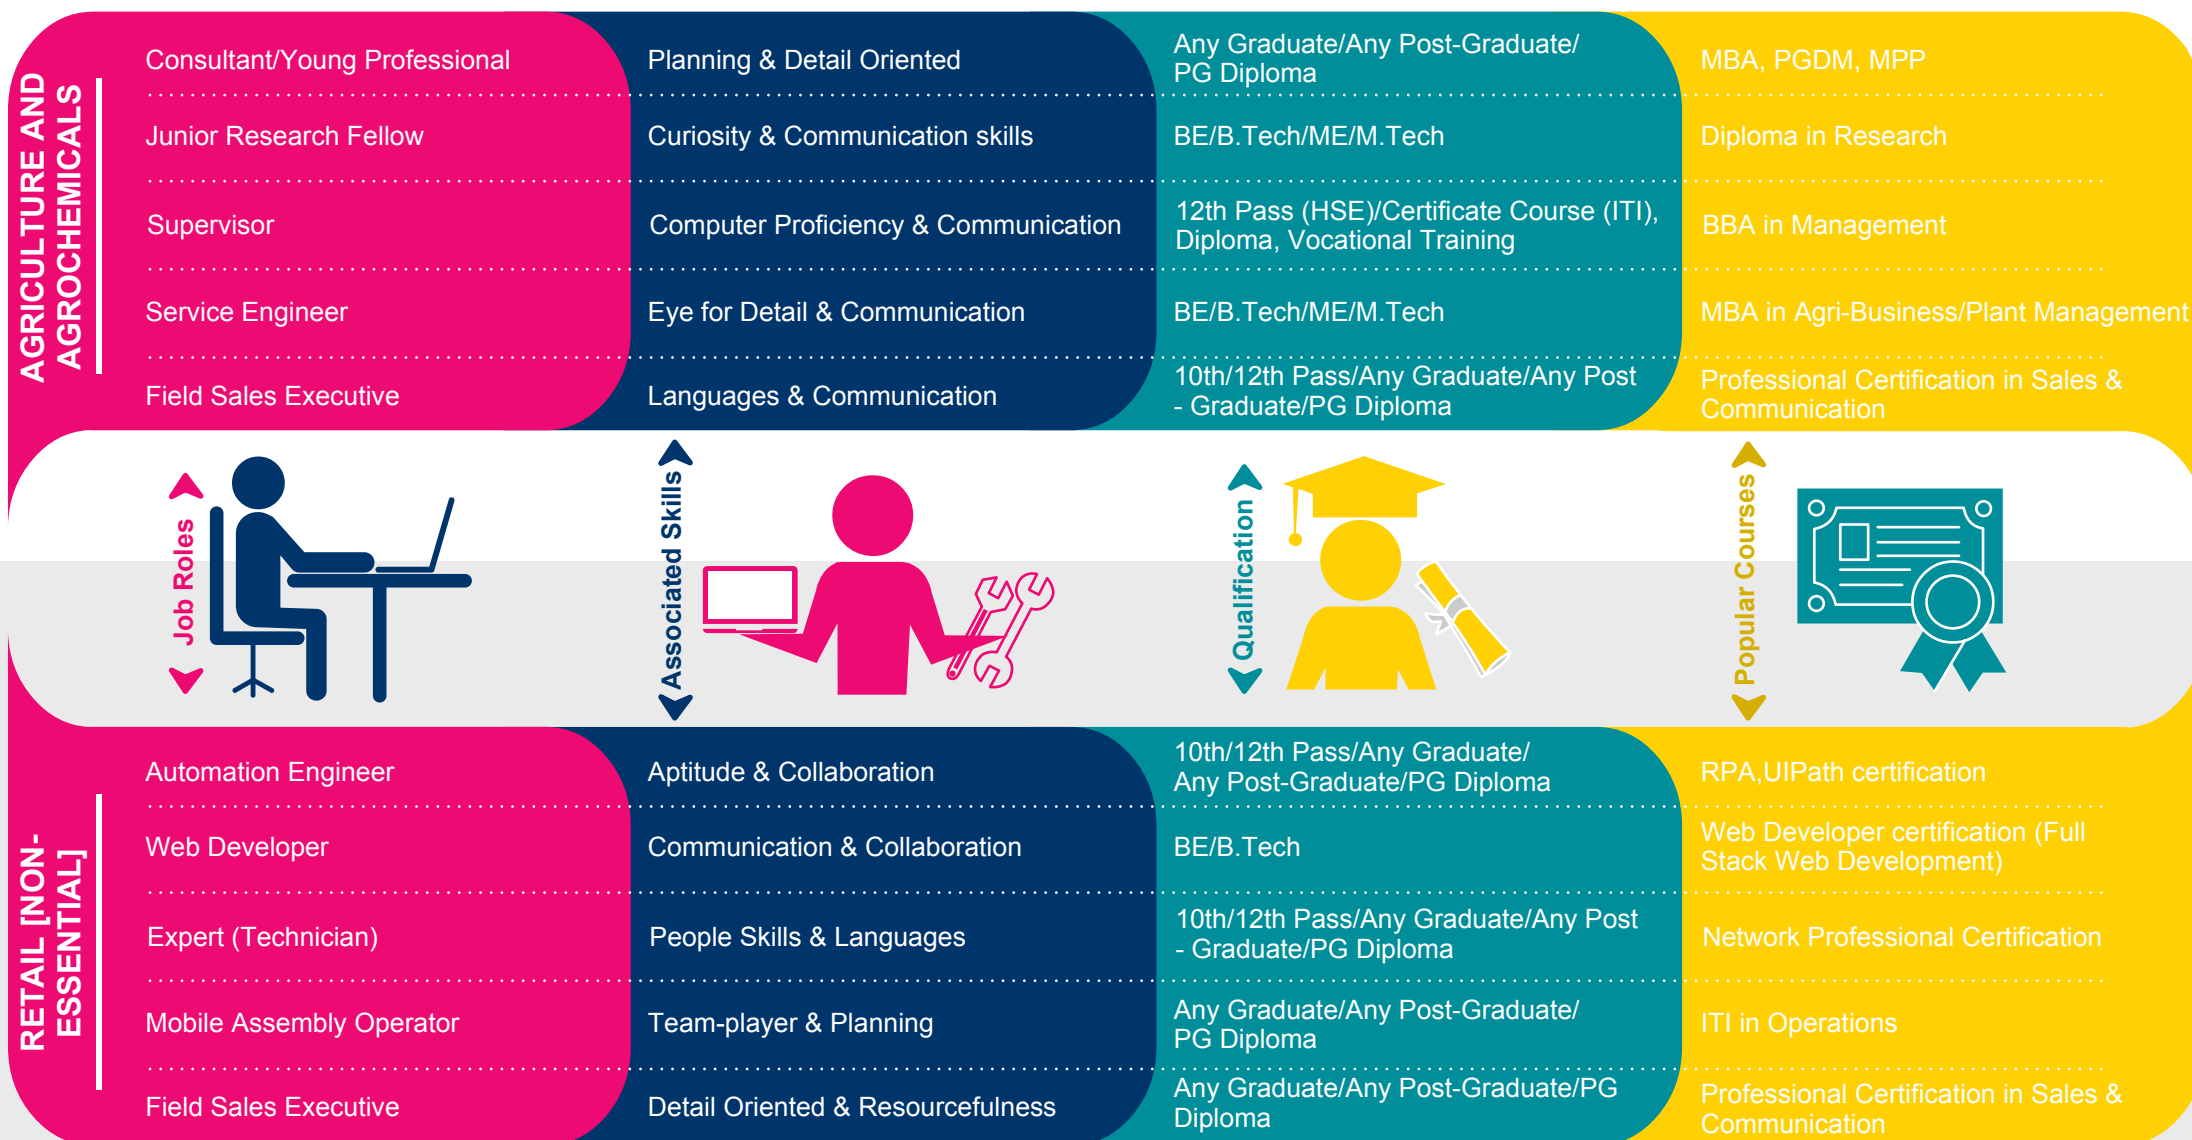 AGRICULTURE AND
AGROCHEMICALS
Consultant/Young Professional
Planning & Detail Oriented
Any Graduate/Any Post-Graduate/
PG Diploma
MBA, PGDM, MPP
Junior Research Fellow
Curiosity & Communication skills
BE/B.Tech/ME/M.Tech
Diploma in Research
Supervisor
Computer Proficiency & Communication
12th Pass (HSE)/Certificate Course (ITI),
Diploma, Vocational Training
BBA in Management
Service Engineer
Eye for Detail & Communication
BE/B.Tech/ME/M.Tech
MBA in Agri-Business/Plant Management
Field Sales Executive
Languages & Communication
10th/12th Pass/Any Graduate/Any Post
- Graduate/PG Diploma
Professional Certification in Sales &
Communication
Job Roles
Associated Skills
Qualification
Popular Courses
RETAIL [NON-
ESSENTIAL]
Automation Engineer
Aptitude & Collaboration
10th/12th Pass/Any Graduate/
Any Post-Graduate/PG Diploma
RPA,UIPath certification
Web Developer
Communication & Collaboration
BE/B.Tech
Web Developer certification (Full
Stack Web Development)
Expert (Technician)
People Skills & Languages
10th/12th Pass/Any Graduate/Any Post
- Graduate/PG Diploma
Network Professional Certification
Mobile Assembly Operator
Team-player & Planning
Any Graduate/Any Post-Graduate/
PG Diploma
ITI in Operations
Field Sales Executive
Detail Oriented & Resourcefulness
Any Graduate/Any Post-Graduate/PG
Diploma
Professional Certification in Sales &
Communication